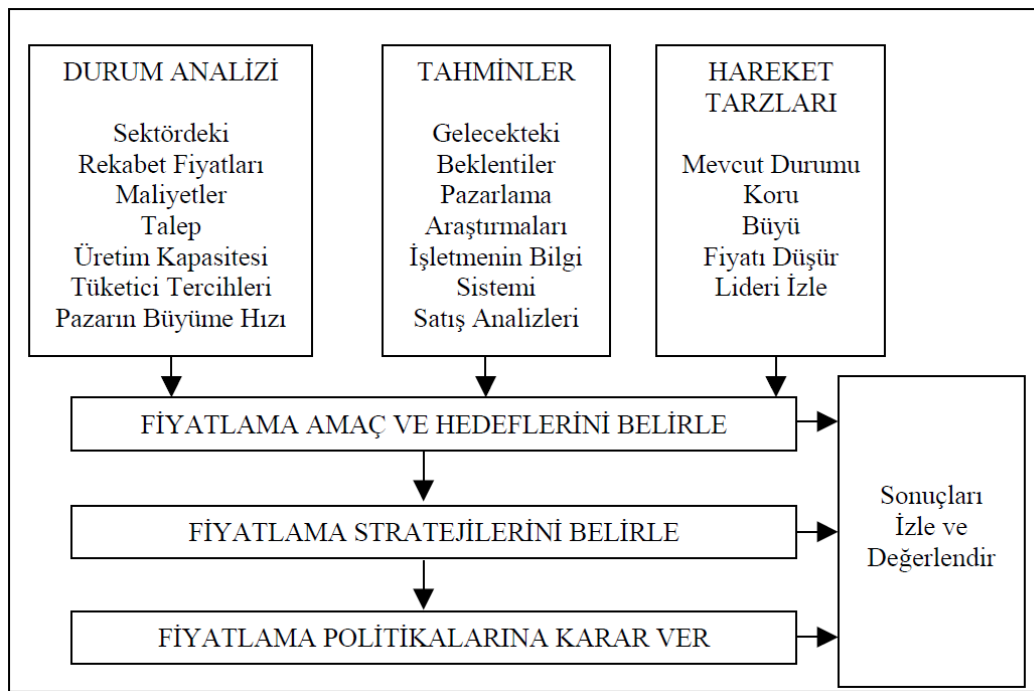 DURUM ANALİZİ
Sektördeki
Rekabet Fiyatları
Maliyetler
Talep
Üretim Kapasitesi
Tüketici Tercihleri
Pazarın Büyüme Hızı
TAHMİNLER
Gelecekteki
Beklentiler
Pazarlama
Araştırmaları
İşletmenin Bilgi
Sistemi
Satış Analizleri
HAREKET
TARZLARI
Mevcut Durumu
Koru
Büyü
Fiyatı Düşür
Lideri İzle
FİYATLAMA AMAÇ VE HEDEFLERİNİ BELİRLE
FİYATLAMA STRATEJİLERİNİ BELİRLE
FİYATLAMA POLİTİKALARINA KARAR VER
Sonuçları
İzle ve
Değerlendir